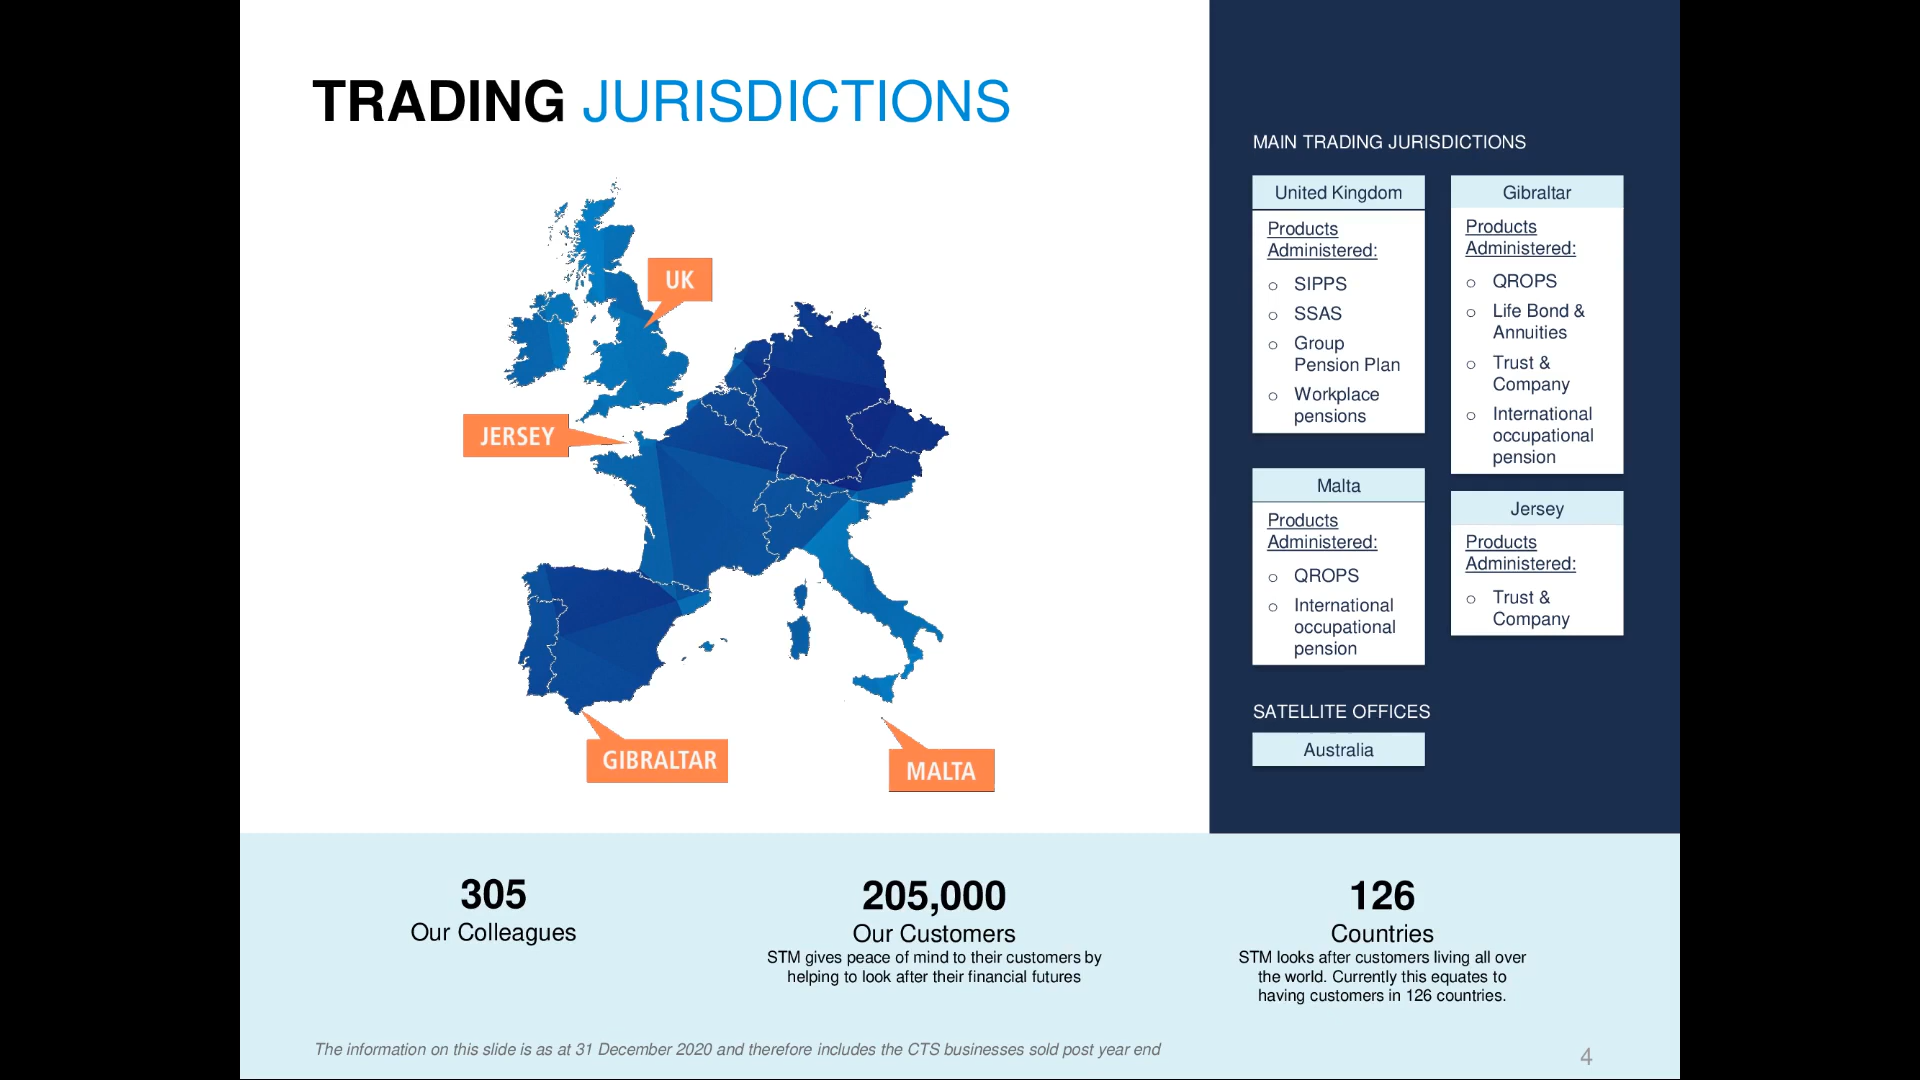 TRADING JURISDICTIONS
UK
JERSEY
GIBRALTAR
MALTA
MAIN TRADING JURISDICTIONS
United Kingdom
Products
Administered:
SIPPS
SSAS
Group
Pension Plan
Workplace
pensions
Gibraltar
Products
Administered:
QROPS
Life Bond &
Annuities
Trust &
Company
International
occupational
pension
Malta
Products
Administered:
QROPS
International
occupational
pension
Jersey
Products
Administered:
Trust &
Company
SATELLITE OFFICES
Australia
305
Our Colleagues
205,000
Our Customers
STM gives peace of mind to their customers by
helping to look after their financial futures
126
Countries
STM looks after customers living all over
the world. Currently this equates to
having customers in 126 countries.
The information on this slide is as at 31 December 2020 and therefore includes the CTS businesses sold post year end
4